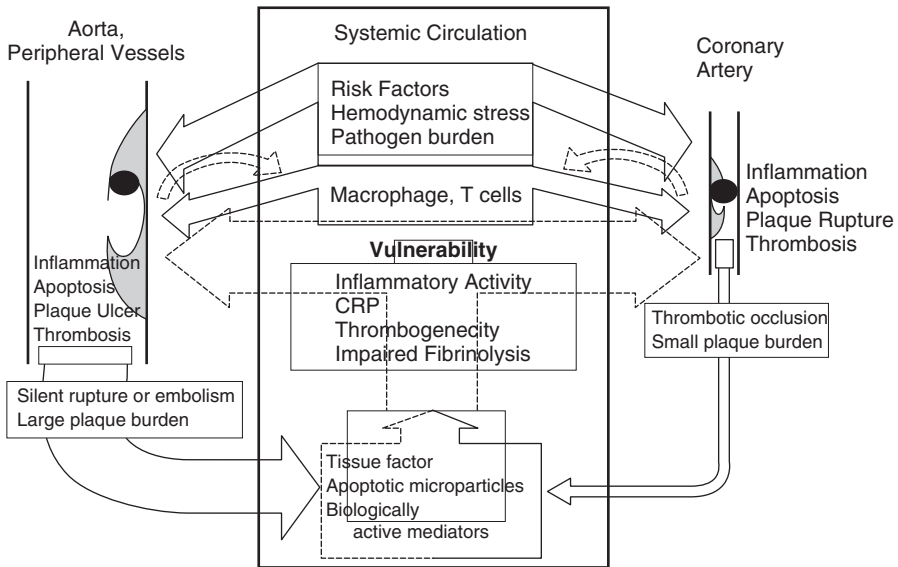 Aorta,
Peripheral Vessels
Systemic Circulation
Coronary
Artery
Risk Factors
Hemodynamic stress
Pathogen burden
Macrophage, T cells
Inflammation
Apoptosis
Plaque Rupture
Thrombosis
Vulnerability
Inflammatory Activity
CRP
Thrombogenecity
Impaired Fibrinolysis
Inflammation
Apoptosis
Plaque Ulcer
Thrombosis
Thrombotic occlusion
Small plaque burden
Silent rupture or embolism
Large plaque burden
Tissue factor
Apoptotic microparticles
Biologically
active mediators